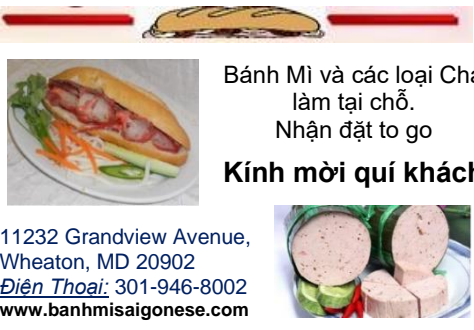 Bánh Mì và các loại Chả
làm tại chỗ.
Nhận đặt to go
Kính mời quí khách
11232 Grandview Avenue,
Wheaton, MD 20902
Điện Thoại: 301-946-8002
www.banhmisaigonese.com